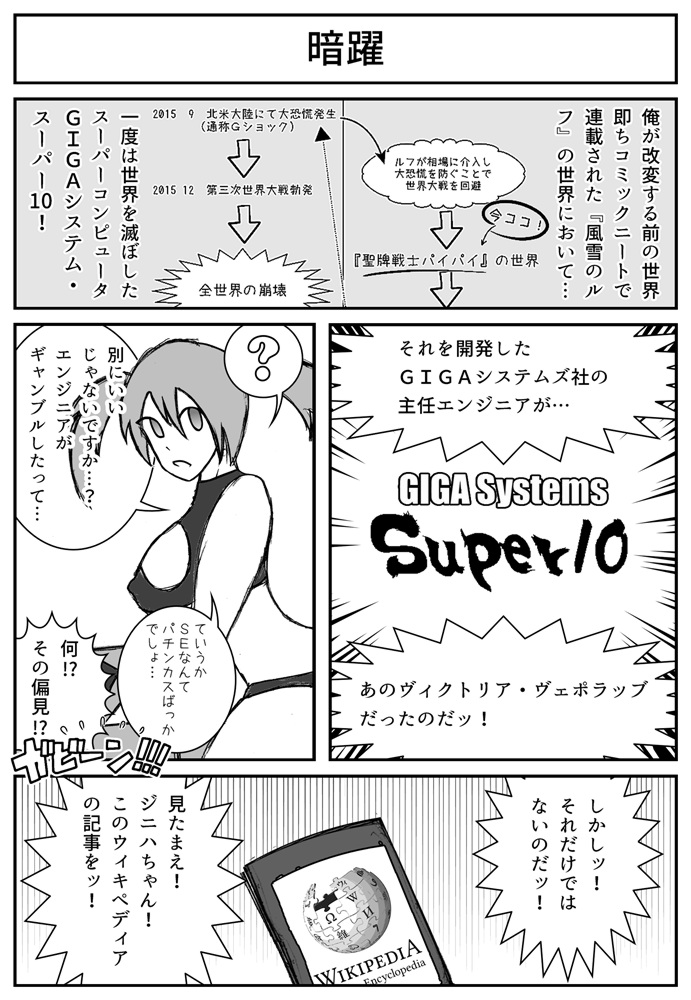 暗躍
俺が改変する前の世界
即ちコミックニートで
連載された『風雪のル
フ』の世界において…
ルフが相場に介入し
大恐慌を防ぐことで
世界大戦を回避
今ココ！
『聖牌戦士パイパイ』の世界
2015 9 北米大陸にて大恐慌発生
（通称Gショック）
2015 12 第三次世界大戦勃発
全世界の崩壊
一度は世界を滅ぼした
スーパーコンピュータ
ＧＩＧＡシステム・
スーパー10！
それを開発した
ＧＩＧＡシステムズ社の
主任エンジニアが…
GIGA Systems
Super10
あのヴィクトリア・ヴェポラップ
だったのだッ！
？
別にいい
じゃないですか…？
エンジニアが
ギャンブルしたって…
ていうか
ＳＥなんて
パチンカスばっか
でしょ…
何!?
その偏見!?
ガビーン!!!
しかしッ！
それだけでは
ないのだッ！
見たまえ！
ジニハちゃん！
このウィキペディア
の記事をッ！
Ω
W
И
維
WIKIPEDIA
Encyclopedia